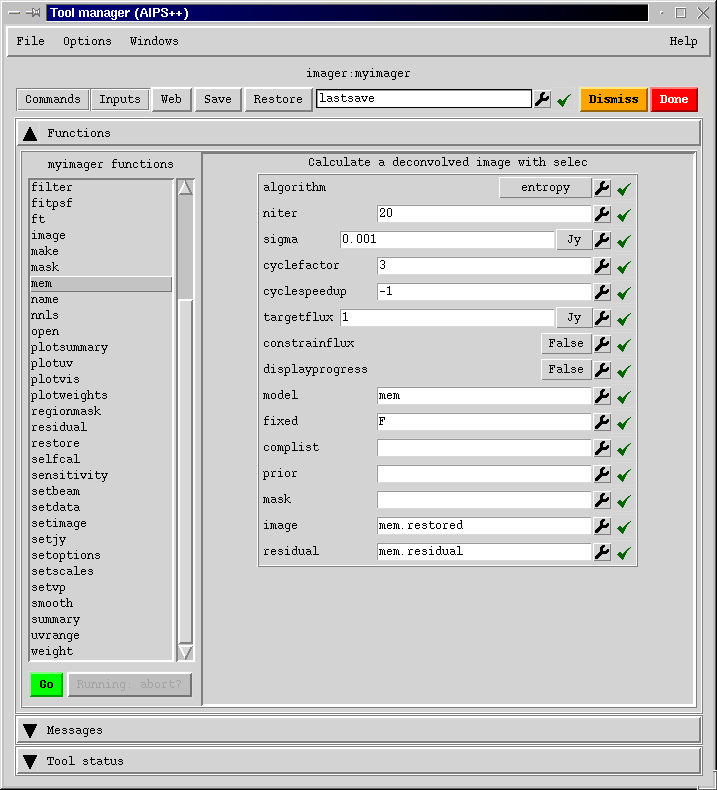 Tool manager (AIPS++)
File Options Windows Help
imager:myimager
Commands Inputs Web Save Restore lastsave Dismiss Done
Functions
myimager functions
filter
fitpsf
ft
image
make
mask
mem
name
nnls
open
plotsummary
plotuv
plotvis
plotweights
regionmask
residual
restore
selfcal
sensitivity
setbeam
setdata
setimage
setjy
setoptions
setscales
setvp
smooth
summary
uvrange
weight
Go Running: abort?
Calculate a deconvolved image with selec
algorithm entropy
niter 20
sigma 0.001 Jy
cyclefactor 3
cyclespeedup -1
targetflux 1 Jy
constrainflux False
displayprogress False
model mem
fixed F
complist
prior
mask
image mem.restored
residual mem.residual
Messages
Tool status